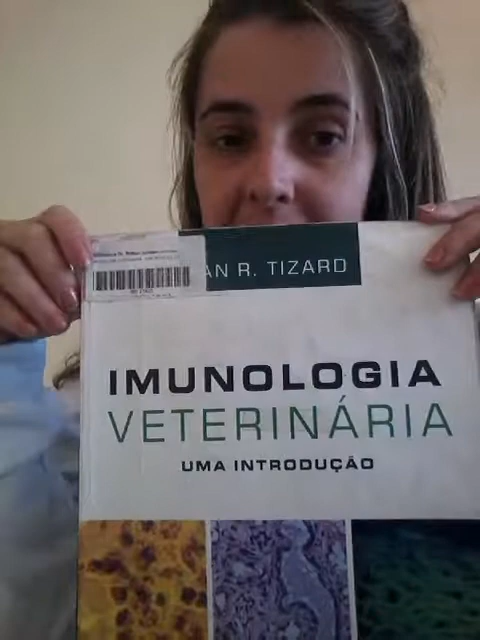 AN R. TIZARD
IMUNOLOGIA
VETERINÁRIA
UMA INTRODUÇÃO